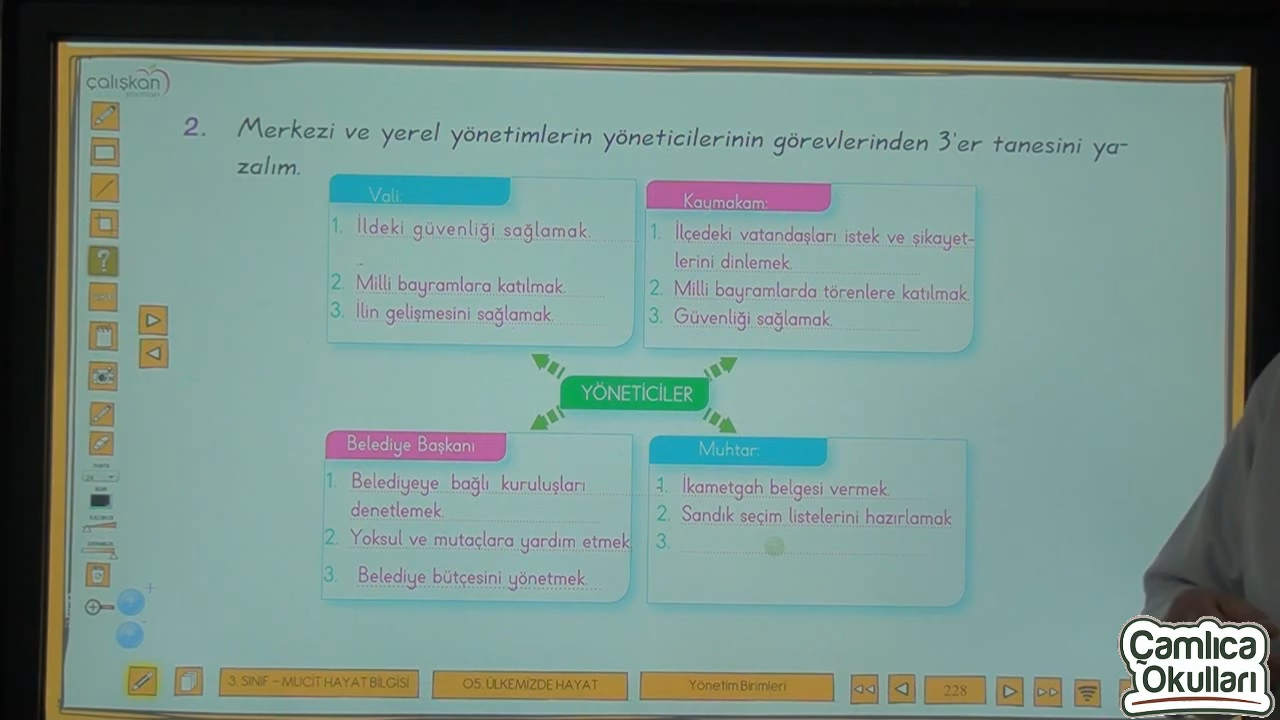 çalışkan
2. Merkezi ve yerel yönetimlerin yöneticilerinin görevlerinden 3'er tanesini ya-
zalım.
Vali:
1. İldeki güvenliği sağlamak.
2. Milli bayramlara katılmak.
3. İlin gelişmesini sağlamak.
Kaymakam:
1. İlçedeki vatandaşları istek ve şikayet-
lerini dinlemek.
2. Milli bayramlarda törenlere katılmak.
3. Güvenliği sağlamak.
YÖNETİCİLER
Belediye Başkanı
1. Belediyeye bağlı kuruluşları
denetlemek.
2. Yoksul ve mutaçlara yardım etmek
3. Belediye bütçesini yönetmek.
Muhtar:
1. İkametgah belgesi vermek.
2. Sandık seçim listelerini hazırlamak
3.
3. SINIF - MUCİT HAYAT BİLGİSİ
05. ÜLKEMİZDE HAYAT
Yönetim Birimleri
228
Çamlıca
Okulları